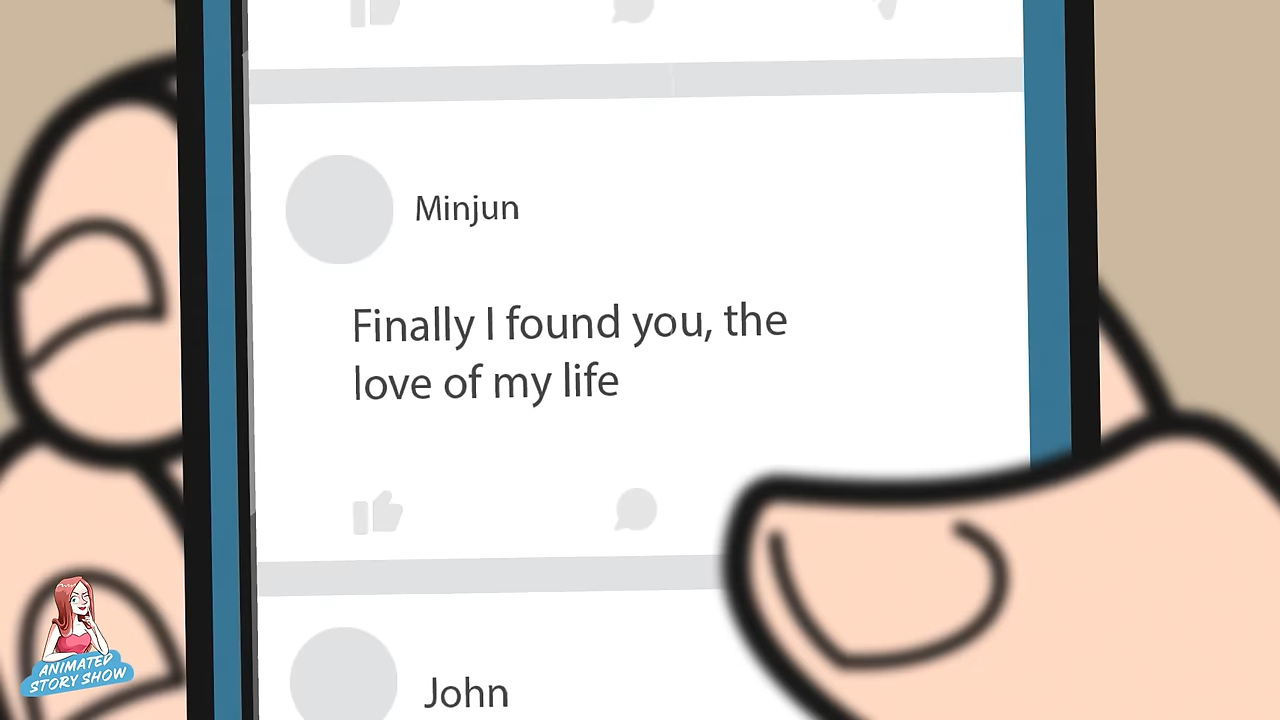 Minjun
Finally I found you, the
love of my life
John
ANIMATED
STORY SHOW